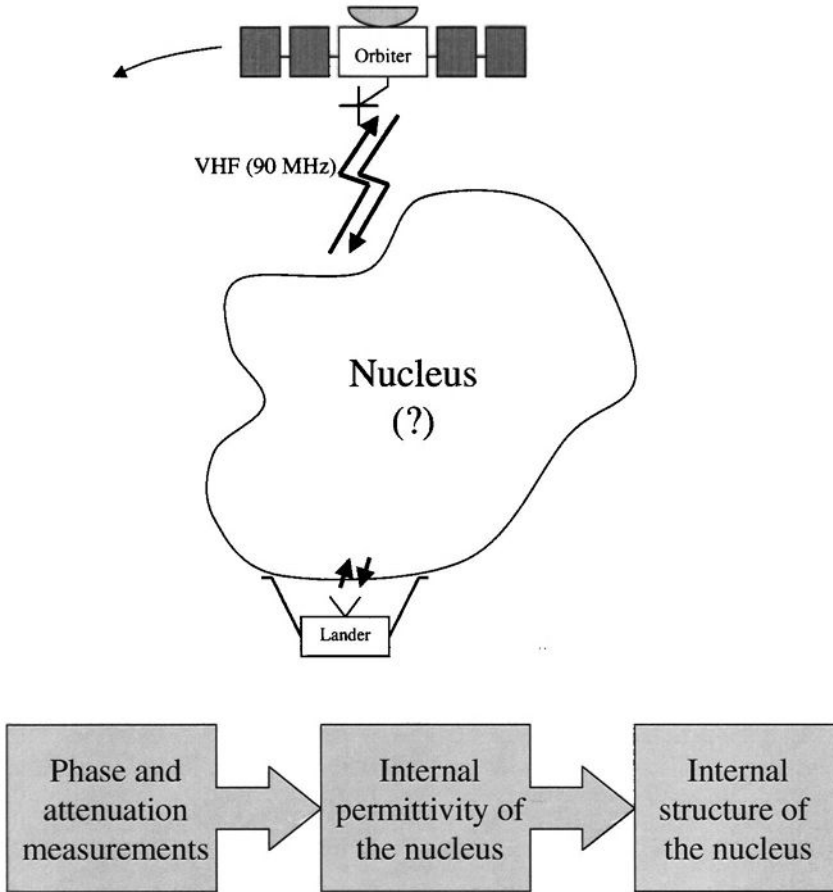 Orbiter
VHF (90 MHz)
Nucleus
(?)
Lander
Phase and
attenuation
measurements
Internal
permittivity of
the nucleus
Internal
structure of
the nucleus